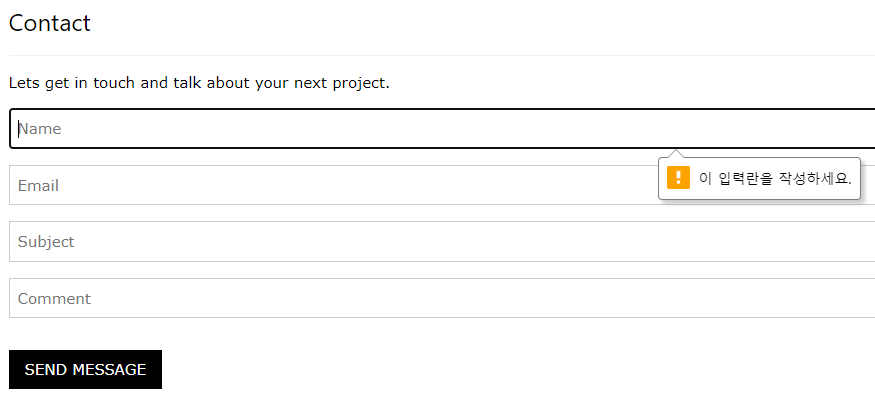 Contact
Lets get in touch and talk about your next project.
Name
이 입력란을 작성하세요.
Email
Subject
Comment
SEND MESSAGE